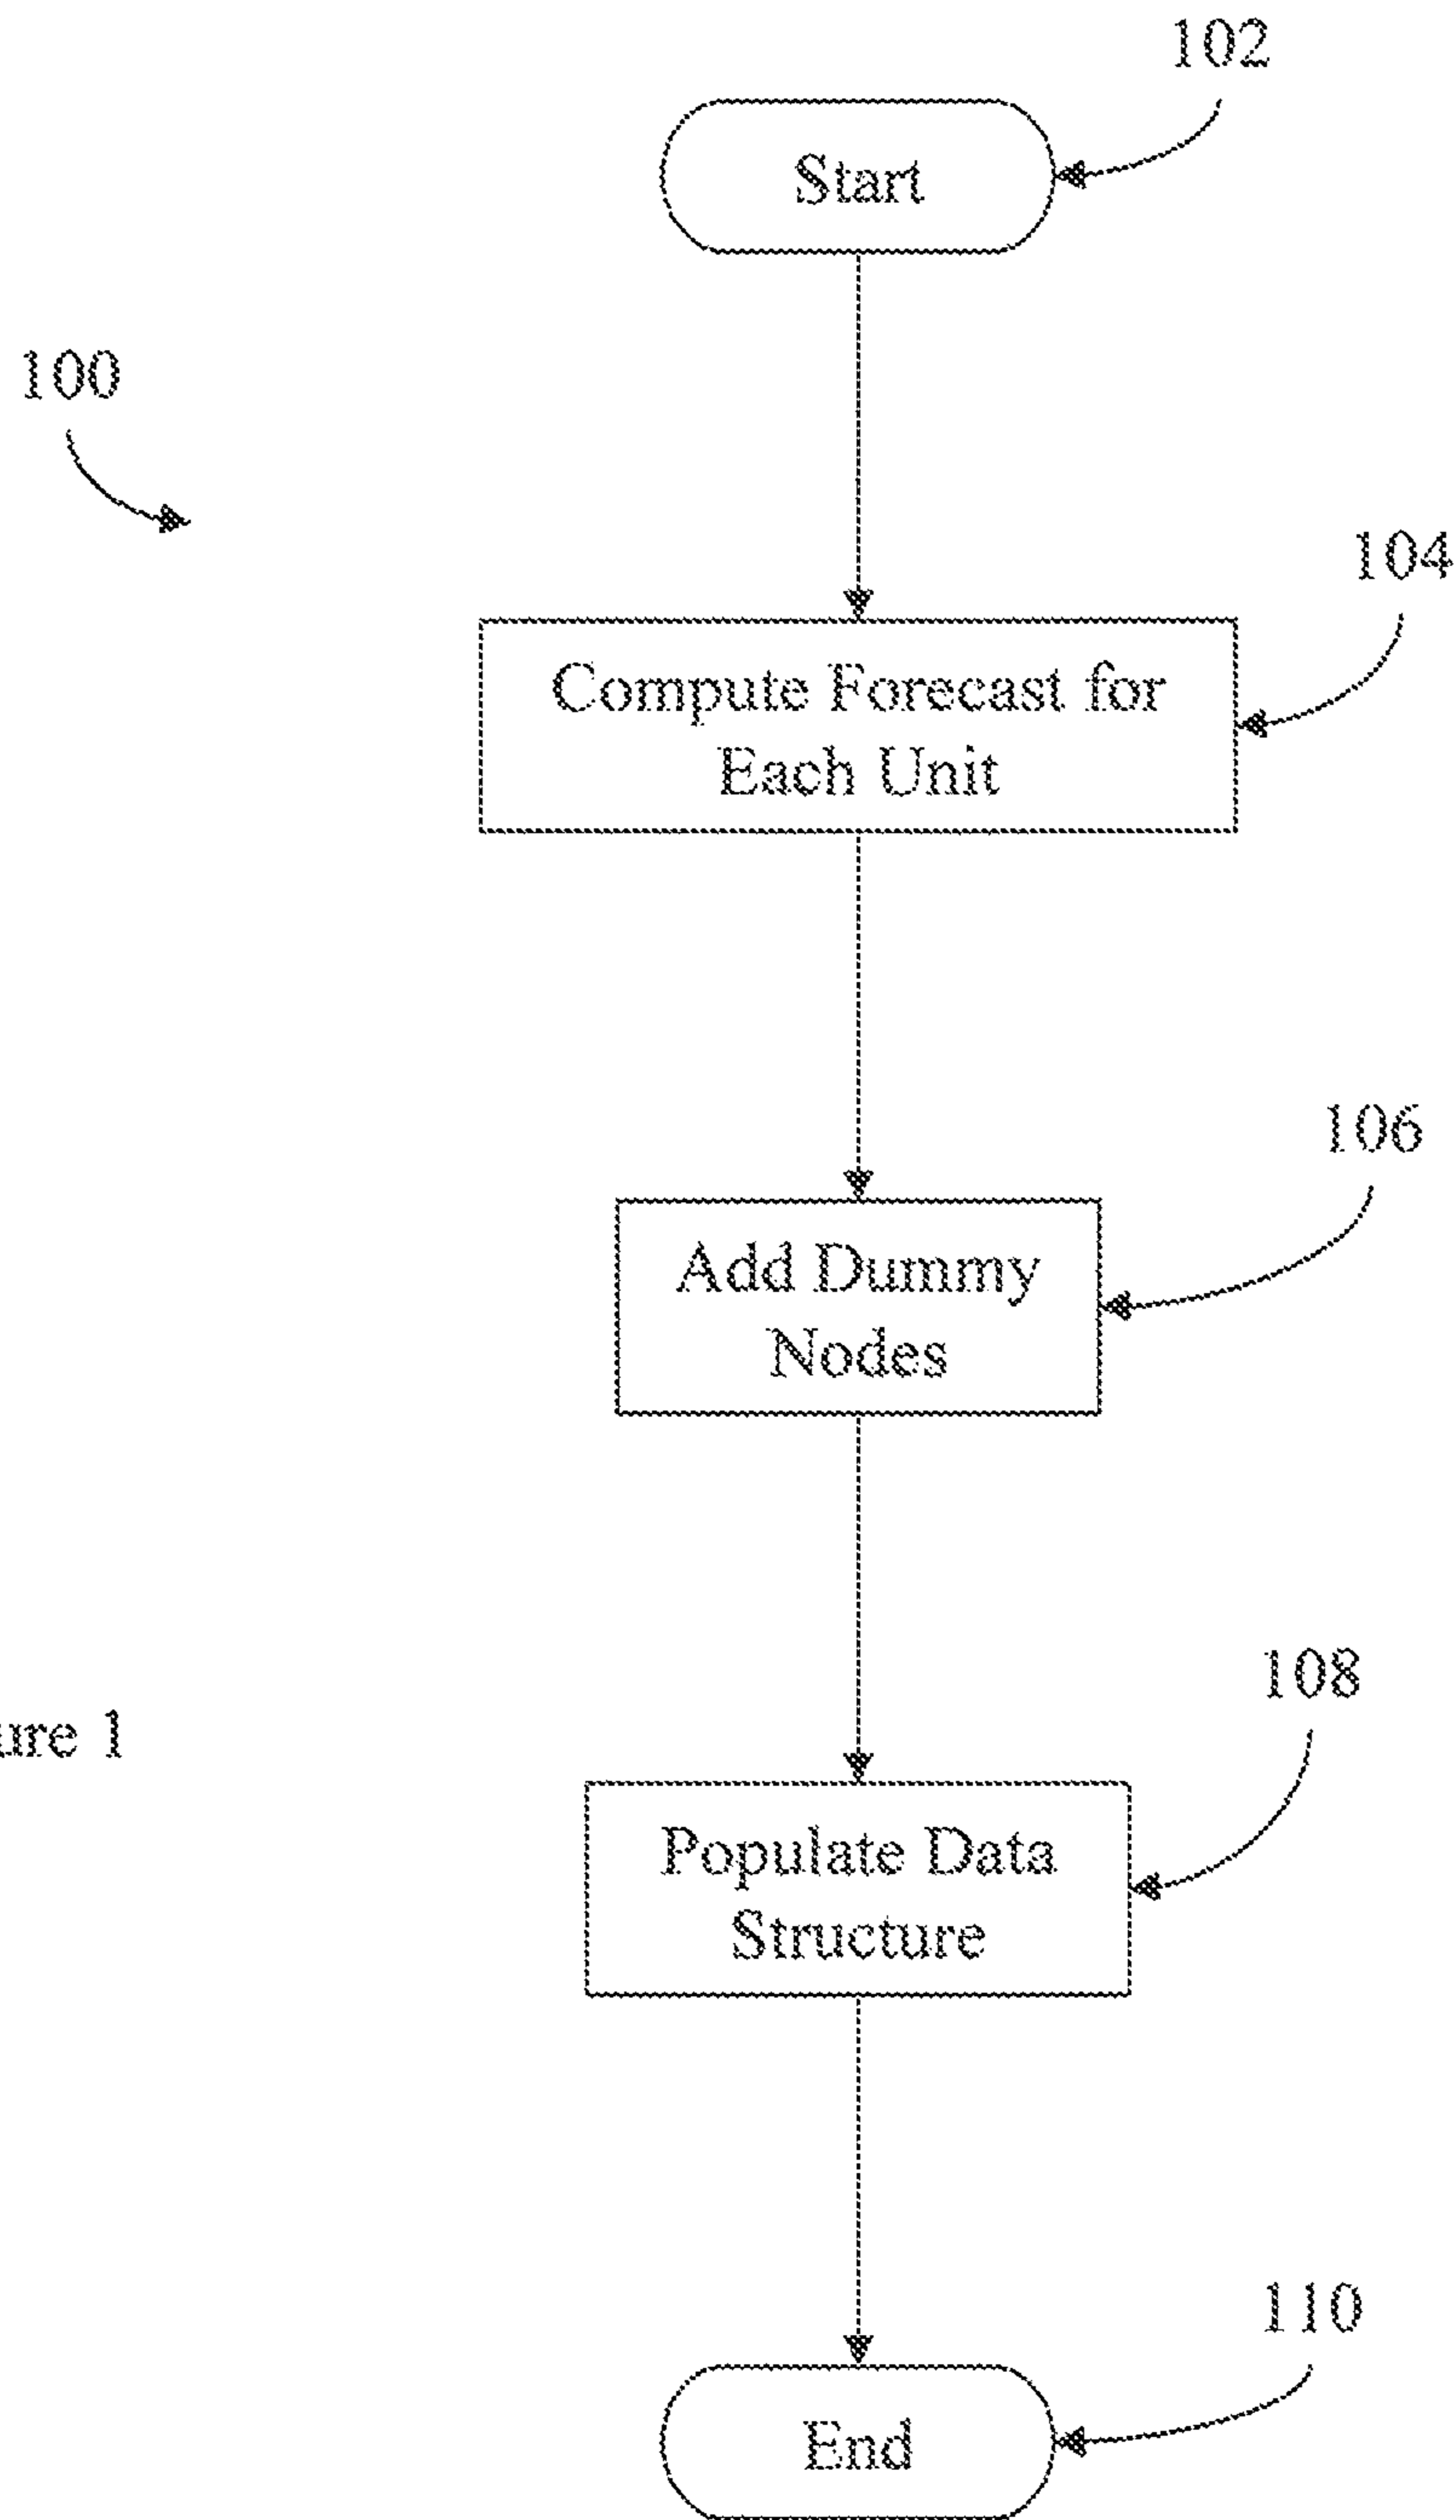 102
Start
100
104
Compute Forecast for
Each Unit
106
Add Dummy
Nodes
108
ure 1
Populate Data
Structure
110
End